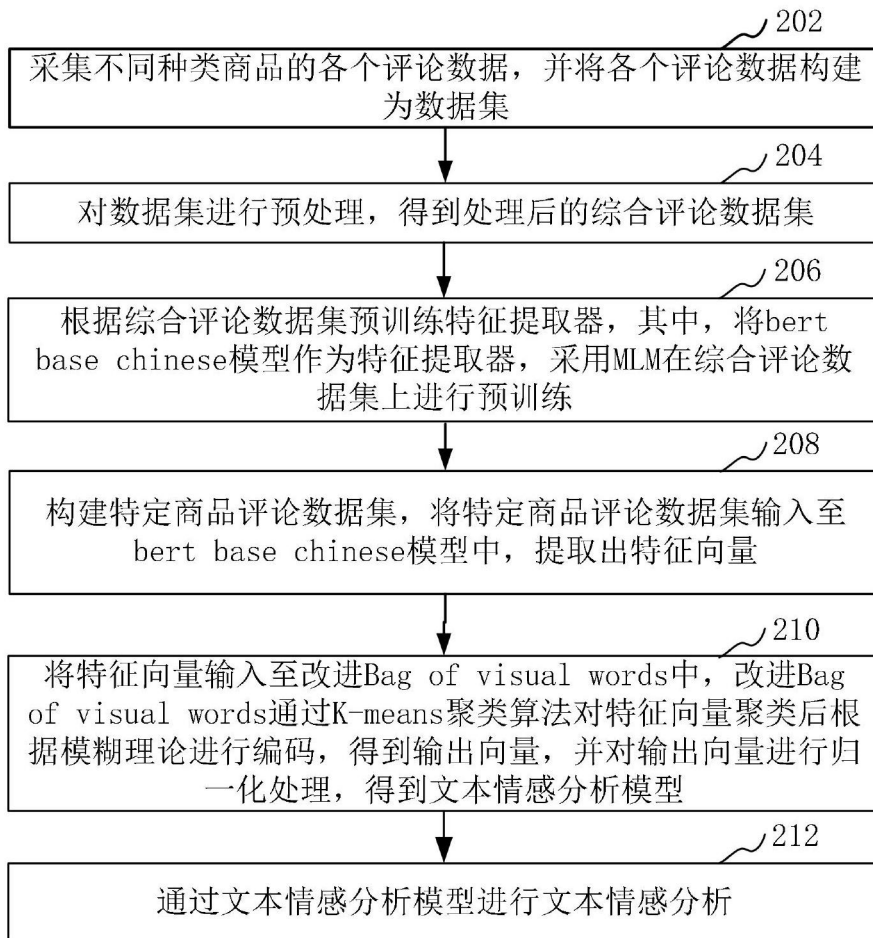 202
采集不同种类商品的各个评论数据，并将各个评论数据构建
为数据集
204
对数据集进行预处理，得到处理后的综合评论数据集
206
根据综合评论数据集预训练特征提取器，其中，将bert
base chinese模型作为特征提取器，采用MLM在综合评论数
据集上进行预训练
208
构建特定商品评论数据集，将特定商品评论数据集输入至
bert base chinese模型中，提取出特征向量
210
将特征向量输入至改进Bag of visual words中，改进Bag
of visual words通过K-means聚类算法对特征向量聚类后根
据模糊理论进行编码，得到输出向量，并对输出向量进行归
一化处理，得到文本情感分析模型
212
通过文本情感分析模型进行文本情感分析